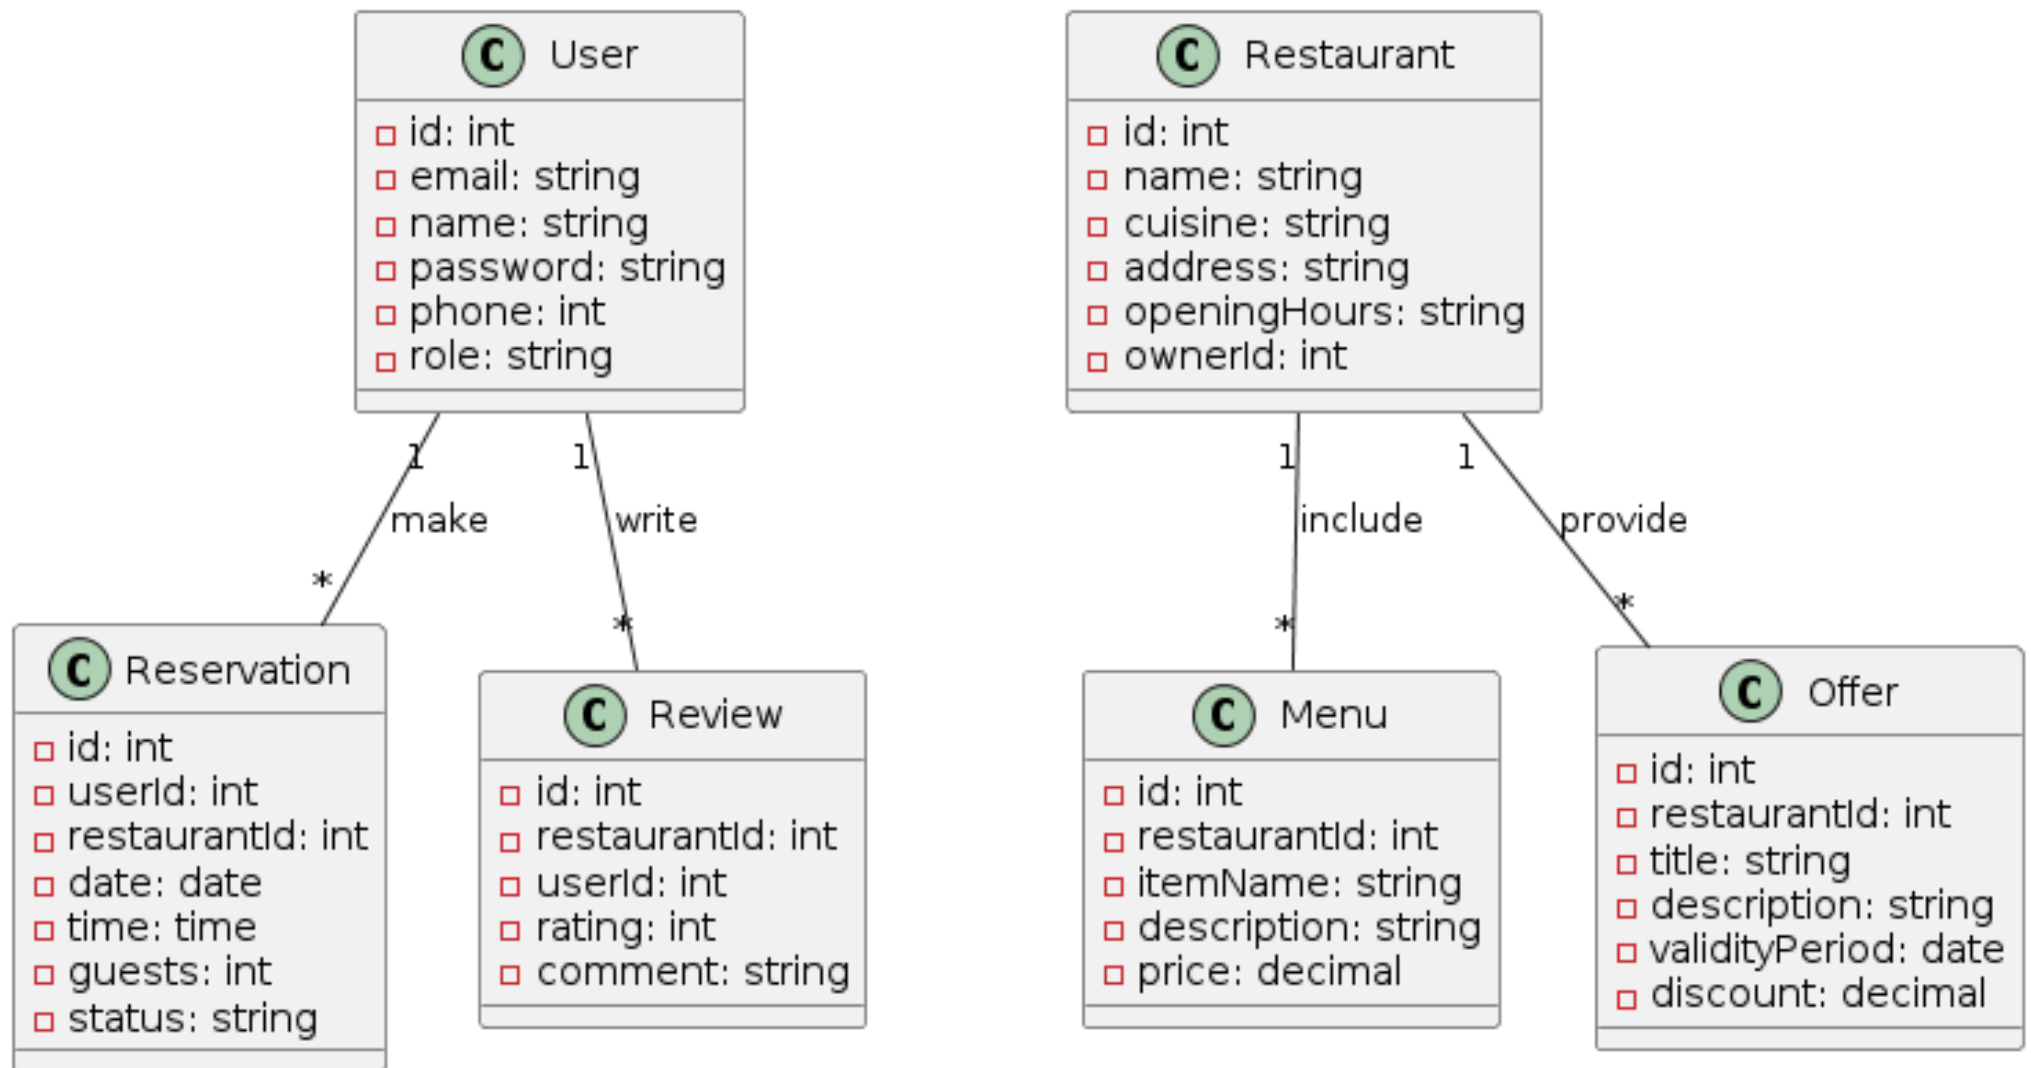 C User
id: int
email: string
name: string
password: string
phone: int
role: string
C Restaurant
id: int
name: string
cuisine: string
address: string
openingHours: string
ownerId: int
1
make
*
1
write
*
1
include
*
1
provide
*
C Reservation
id: int
userId: int
restaurantId: int
date: date
time: time
guests: int
status: string
C Review
id: int
restaurantId: int
userId: int
rating: int
comment: string
C Menu
id: int
restaurantId: int
itemName: string
description: string
price: decimal
C Offer
id: int
restaurantId: int
title: string
description: string
validityPeriod: date
discount: decimal